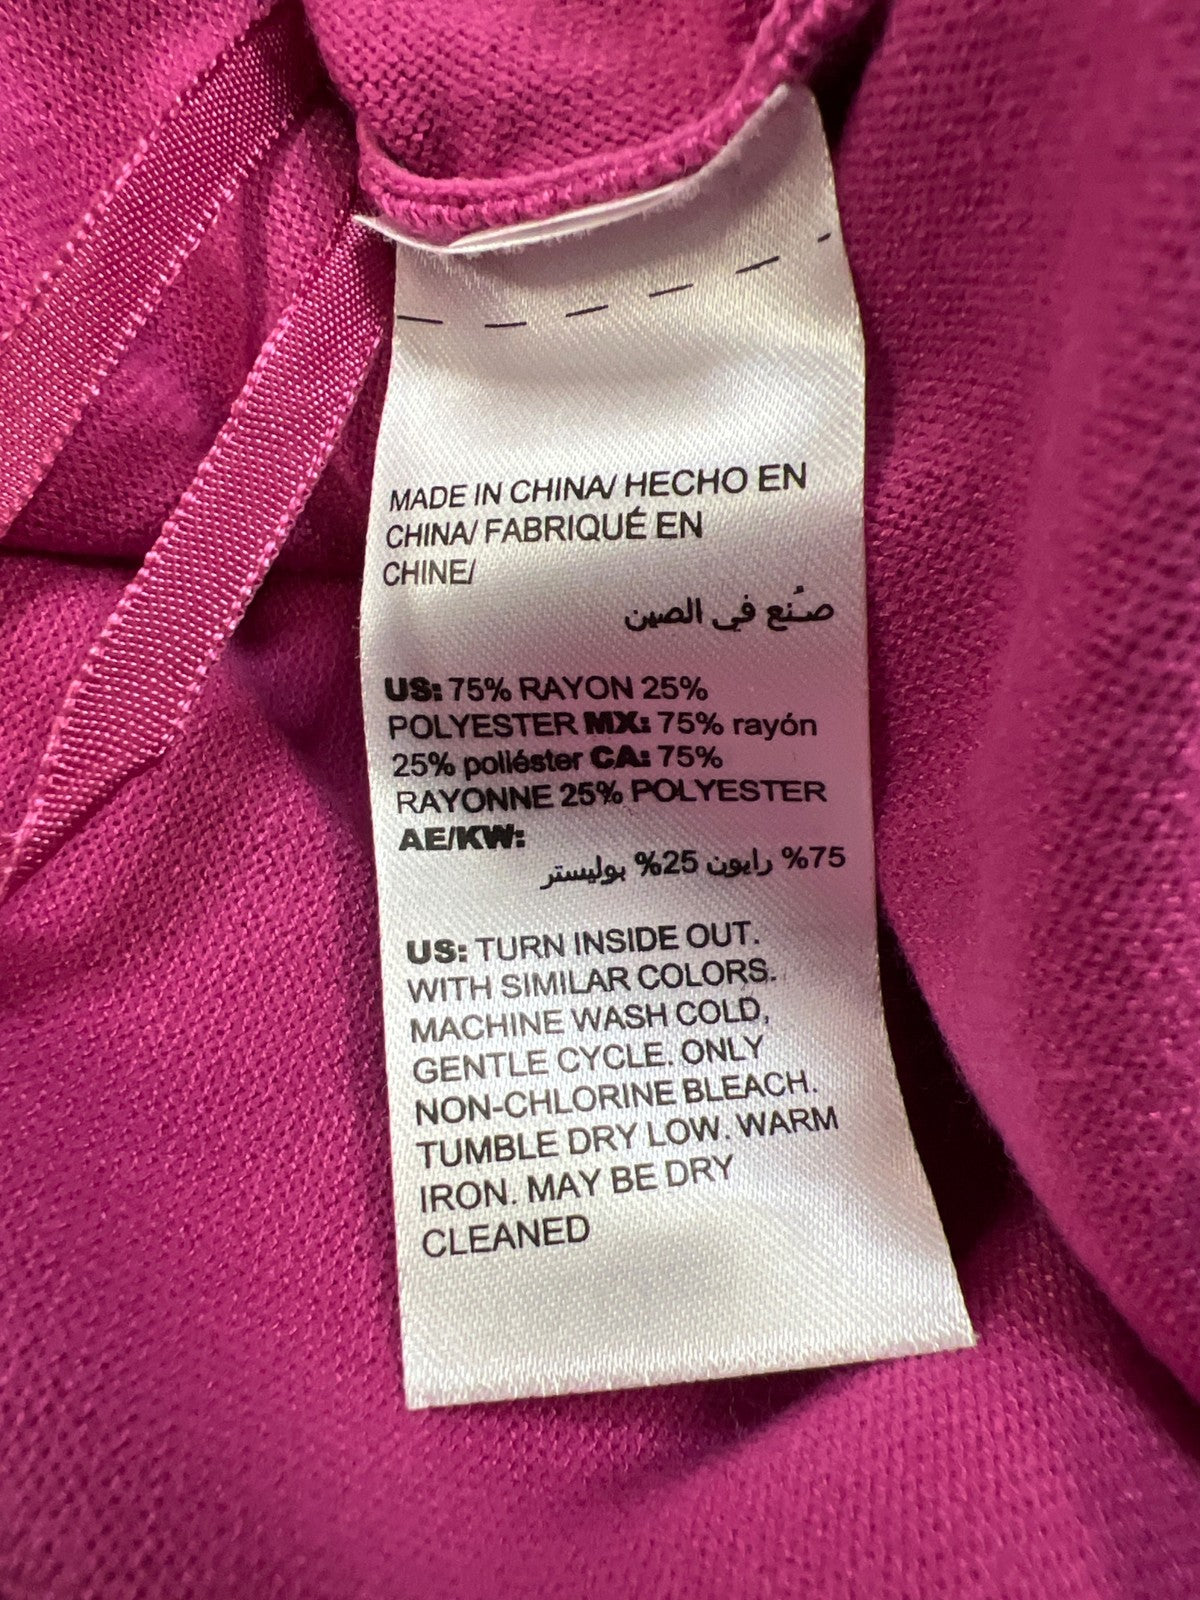 MADE IN CHINA/ HECHO EN
CHINA/ FABRIQUÉ EN
CHINE/
صُنع في الصين
US: 75% RAYON 25%
POLYESTER MX: 75% rayón
25% poliéster CA: 75%
RAYONNE 25% POLYESTER
AE/KW:
75% رايون 25% بوليستر
US: TURN INSIDE OUT.
WITH SIMILAR COLORS.
MACHINE WASH COLD,
GENTLE CYCLE. ONLY
NON-CHLORINE BLEACH.
TUMBLE DRY LOW. WARM
IRON. MAY BE DRY
CLEANED